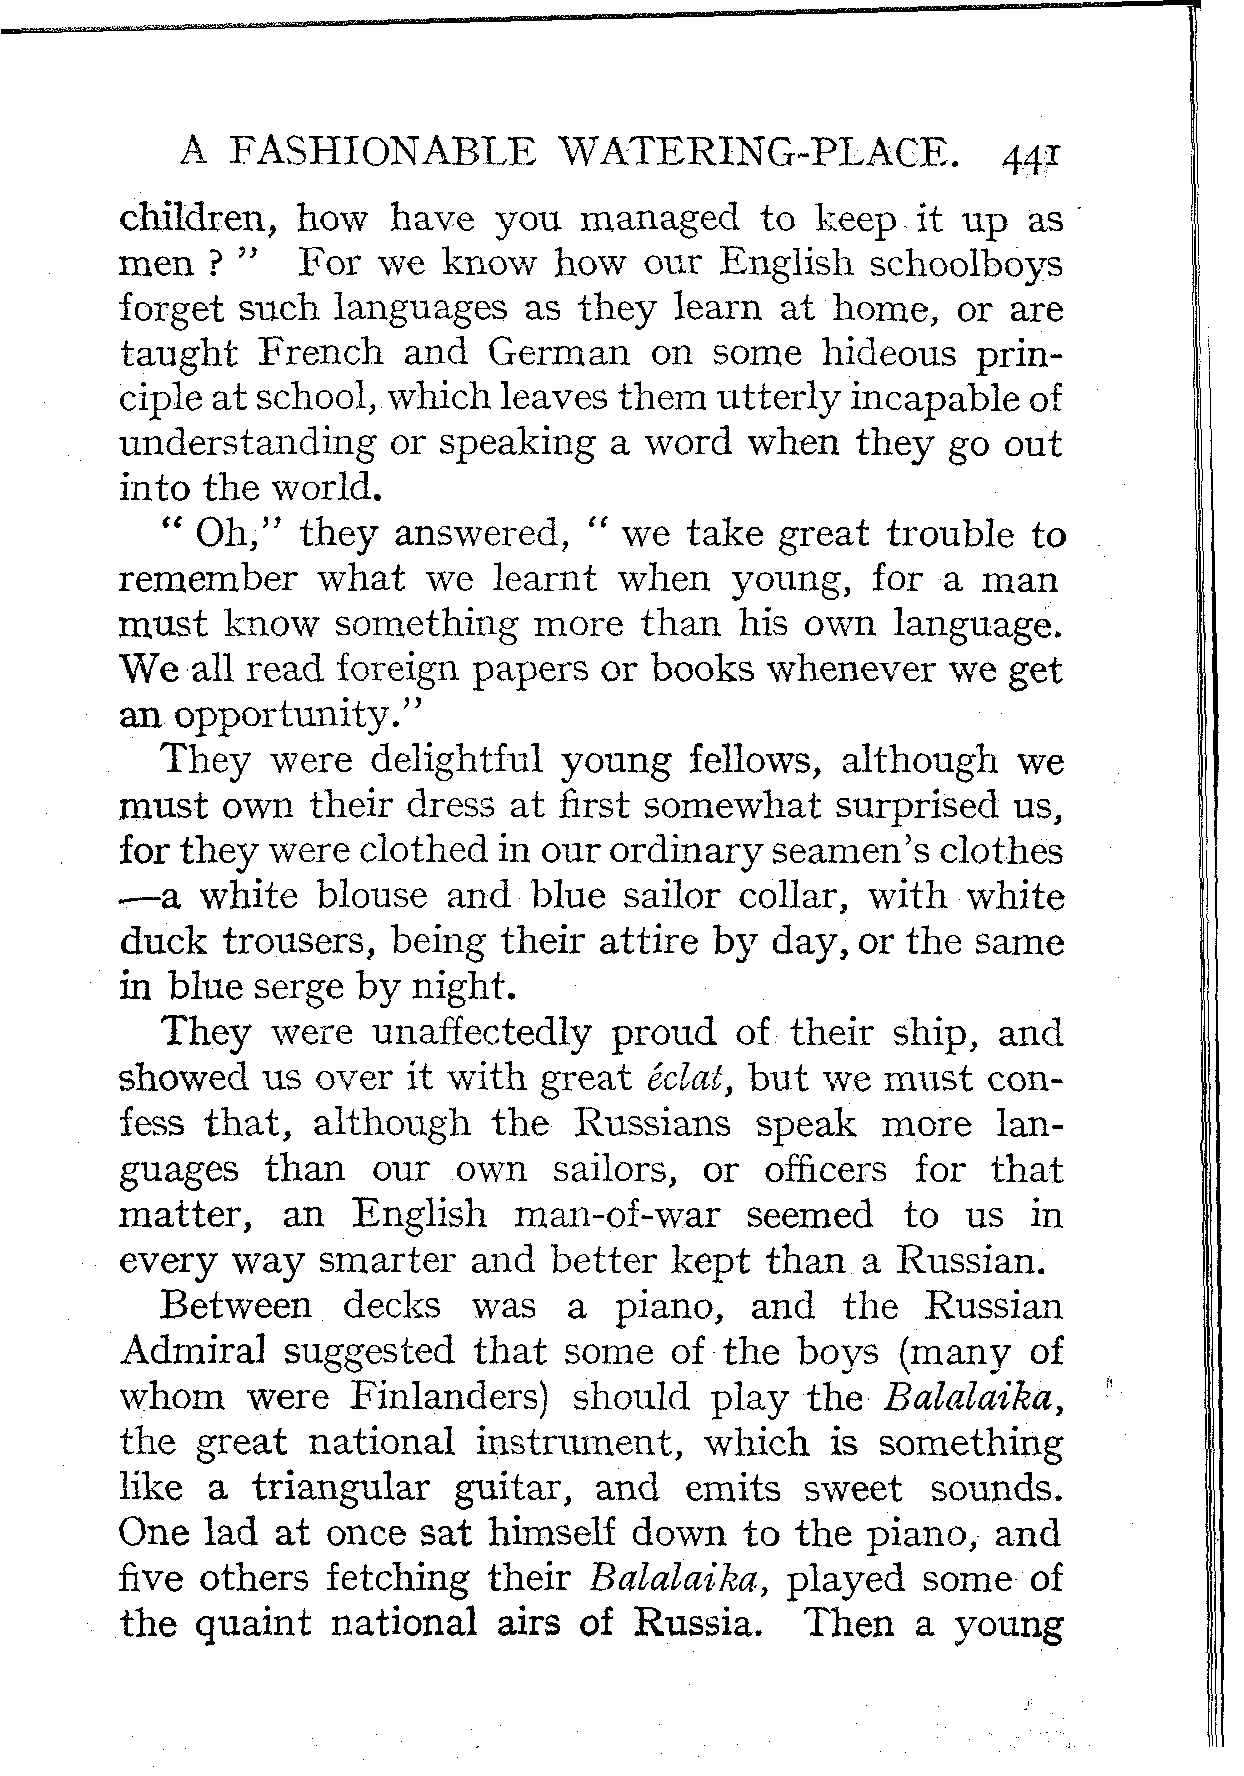 A FASHIONABLE WATERING-PLACE. 441
children, how have you managed to keep it up as
men ? ” For we know how our English schoolboys
forget such languages as they learn at home, or are
taught French and German on some hideous prin-
ciple at school, which leaves them utterly incapable of
understanding or speaking a word when they go out
into the world.
“ Oh,” they answered, “ we take great trouble to
remember what we learnt when young, for a man
must know something more than his own language.
We all read foreign papers or books whenever we get
an opportunity.”
They were delightful young fellows, although we
must own their dress at first somewhat surprised us,
for they were clothed in our ordinary seamen’s clothes
—a white blouse and blue sailor collar, with white
duck trousers, being their attire by day, or the same
in blue serge by night.
They were unaffectedly proud of their ship, and
showed us over it with great éclat, but we must con-
fess that, although the Russians speak more lan-
guages than our own sailors, or officers for that
matter, an English man-of-war seemed to us in
every way smarter and better kept than a Russian.
Between decks was a piano, and the Russian
Admiral suggested that some of the boys (many of
whom were Finlanders) should play the Balalaika,
the great national instrument, which is something
like a triangular guitar, and emits sweet sounds.
One lad at once sat himself down to the piano, and
five others fetching their Balalaika, played some of
the quaint national airs of Russia. Then a young